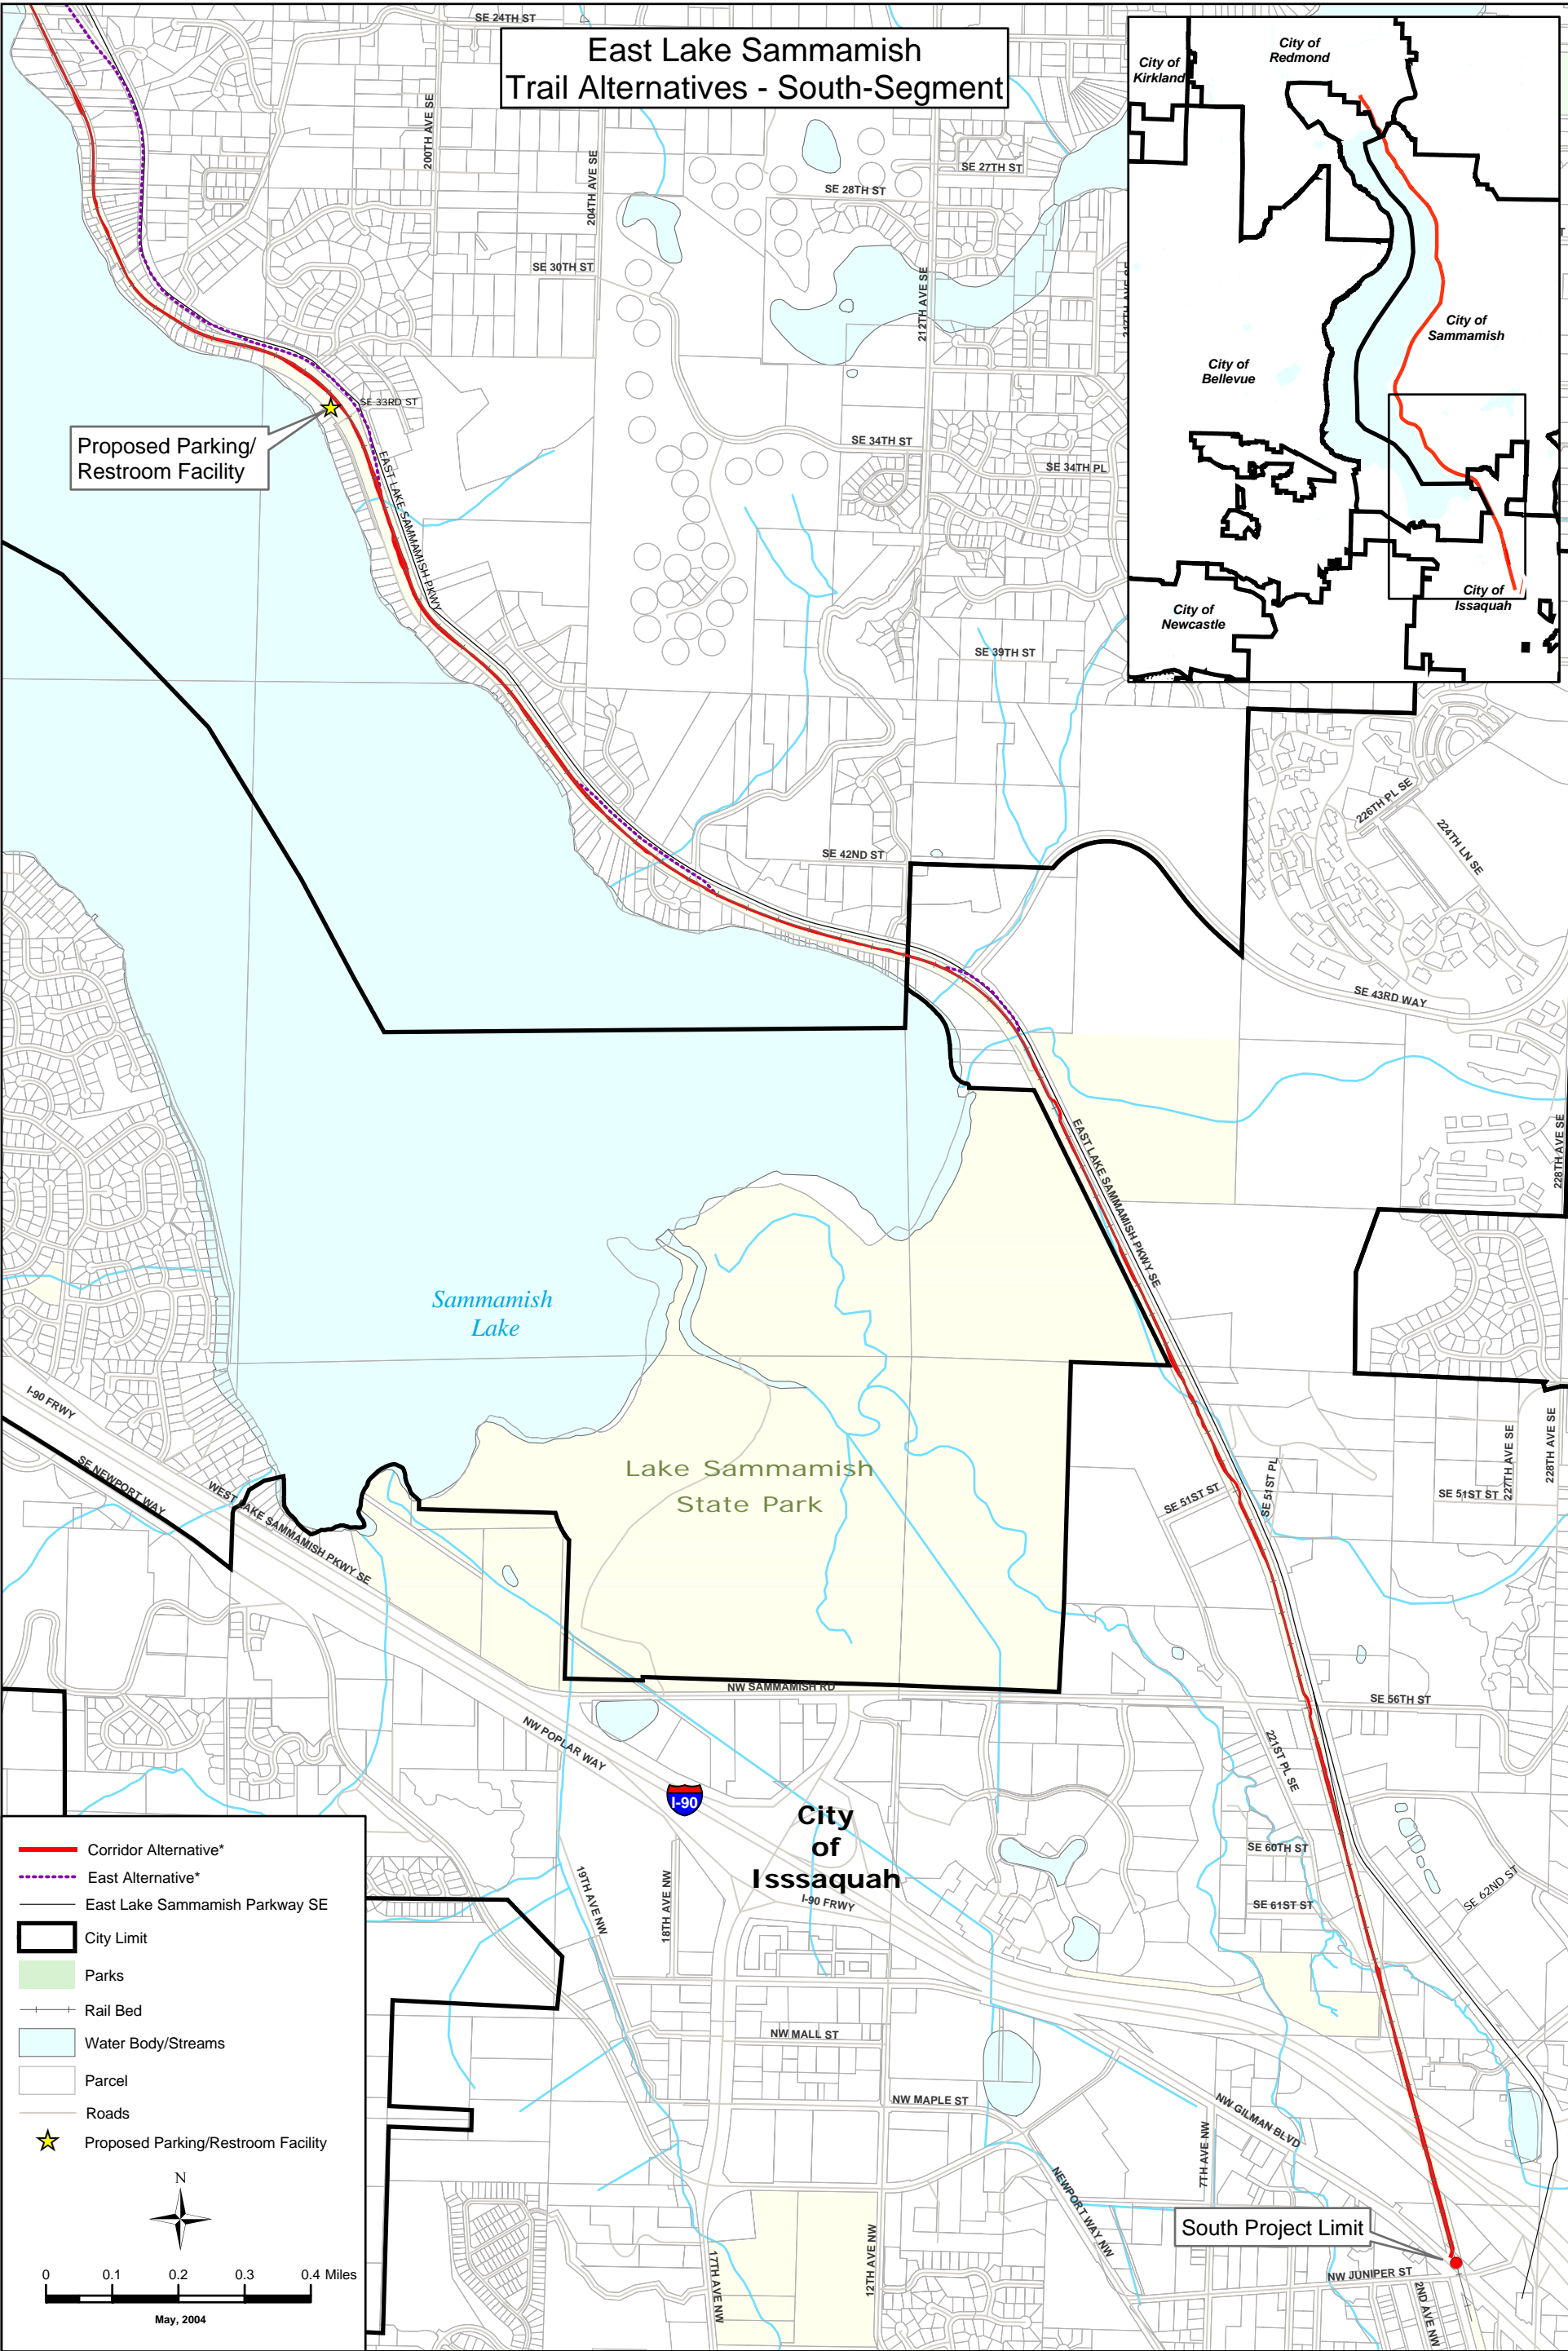 East Lake Sammamish
Trail Alternatives - South-Segment
SE 24TH ST
200TH AVE SE
204TH AVE SE
SE 27TH ST
SE 28TH ST
SE 30TH ST
212TH AVE SE
SE 33RD ST
SE 34TH ST
SE 34TH PL
Proposed Parking/
Restroom Facility
EAST LAKE SAMMAMISH PKWY
SE 39TH ST
SE 42ND ST
City of
Kirkland
City of
Redmond
City of
Sammamish
City of
Bellevue
City of
Newcastle
City of
Issaquah
226TH PL SE
224TH LN SE
SE 43RD WAY
228TH AVE SE
EAST LAKE SAMMAMISH PKWY SE
Sammamish
Lake
Lake Sammamish
State Park
I-90 FRWY
SE NEWPORT WAY
WEST LAKE SAMMAMISH PKWY SE
SE 51ST ST
SE 51ST PL
SE 51ST ST
227TH AVE SE
228TH AVE SE
NW SAMMAMISH RD
SE 56TH ST
NW POPLAR WAY
221ST PL SE
I-90
City
of
Isssaquah
I-90 FRWY
SE 60TH ST
SE 61ST ST
SE 62ND ST
19TH AVE NW
18TH AVE NW
NW MALL ST
NW MAPLE ST
NW GILMAN BLVD
7TH AVE NW
NEWPORT WAY NW
17TH AVE NW
12TH AVE NW
South Project Limit
NW JUNIPER ST
2ND AVE NW
Corridor Alternative*
East Alternative*
East Lake Sammamish Parkway SE
City Limit
Parks
Rail Bed
Water Body/Streams
Parcel
Roads
Proposed Parking/Restroom Facility
N
0 0.1 0.2 0.3 0.4 Miles
May, 2004